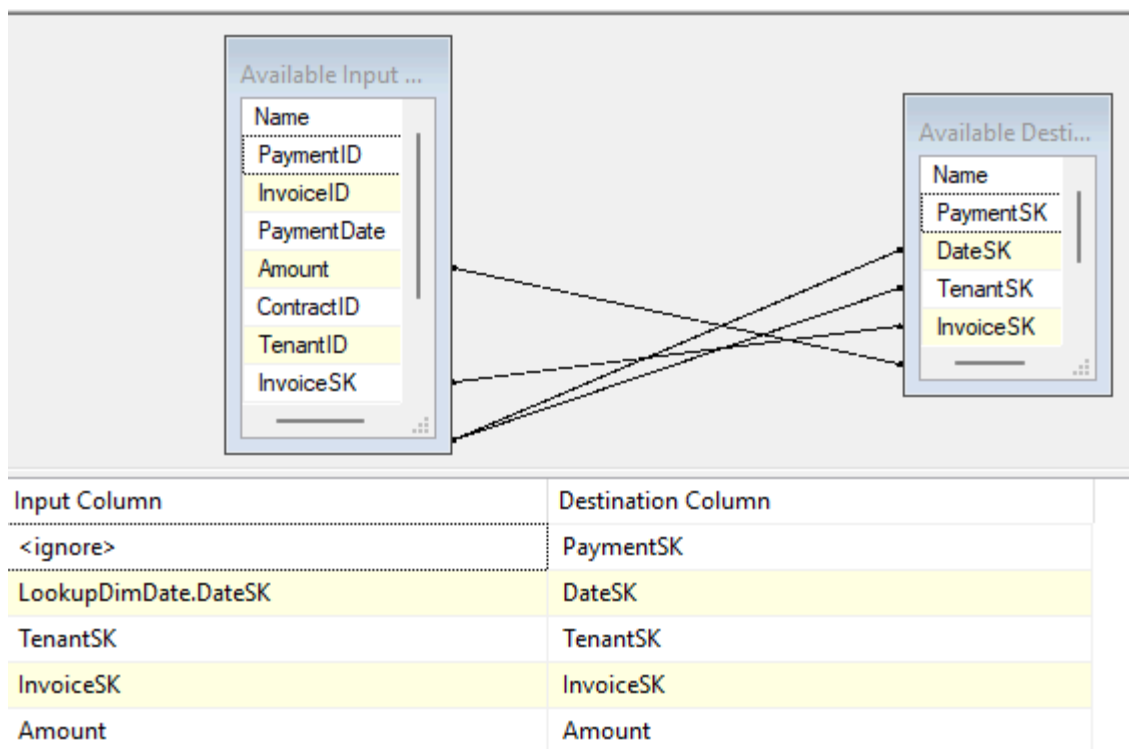 Available Input ...
Name
PaymentID
InvoiceID
PaymentDate
Amount
ContractID
TenantID
InvoiceSK
Available Desti...
Name
PaymentSK
DateSK
TenantSK
InvoiceSK
Input Column Destination Column
<ignore> PaymentSK
LookupDimDate.DateSK DateSK
TenantSK TenantSK
InvoiceSK InvoiceSK
Amount Amount